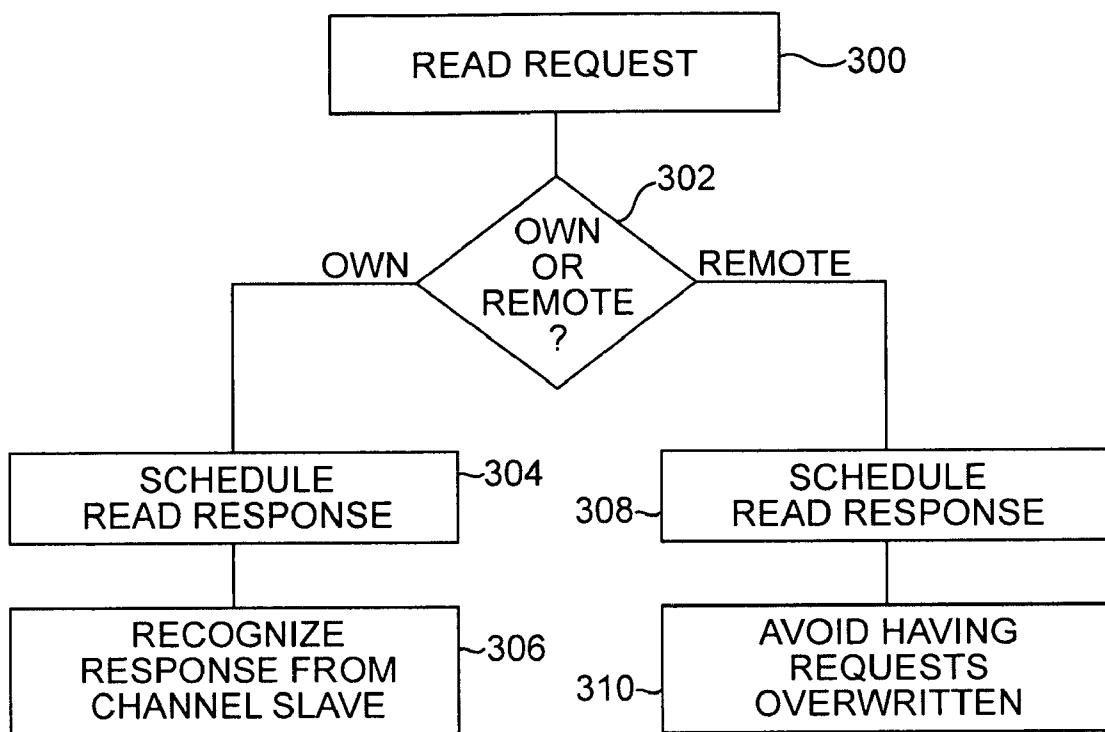 READ REQUEST
300
302
OWN
OR
REMOTE
?
OWN
REMOTE
SCHEDULE
READ RESPONSE
304
308
SCHEDULE
READ RESPONSE
RECOGNIZE
RESPONSE FROM
CHANNEL SLAVE
306
310
AVOID HAVING
REQUESTS
OVERWRITTEN